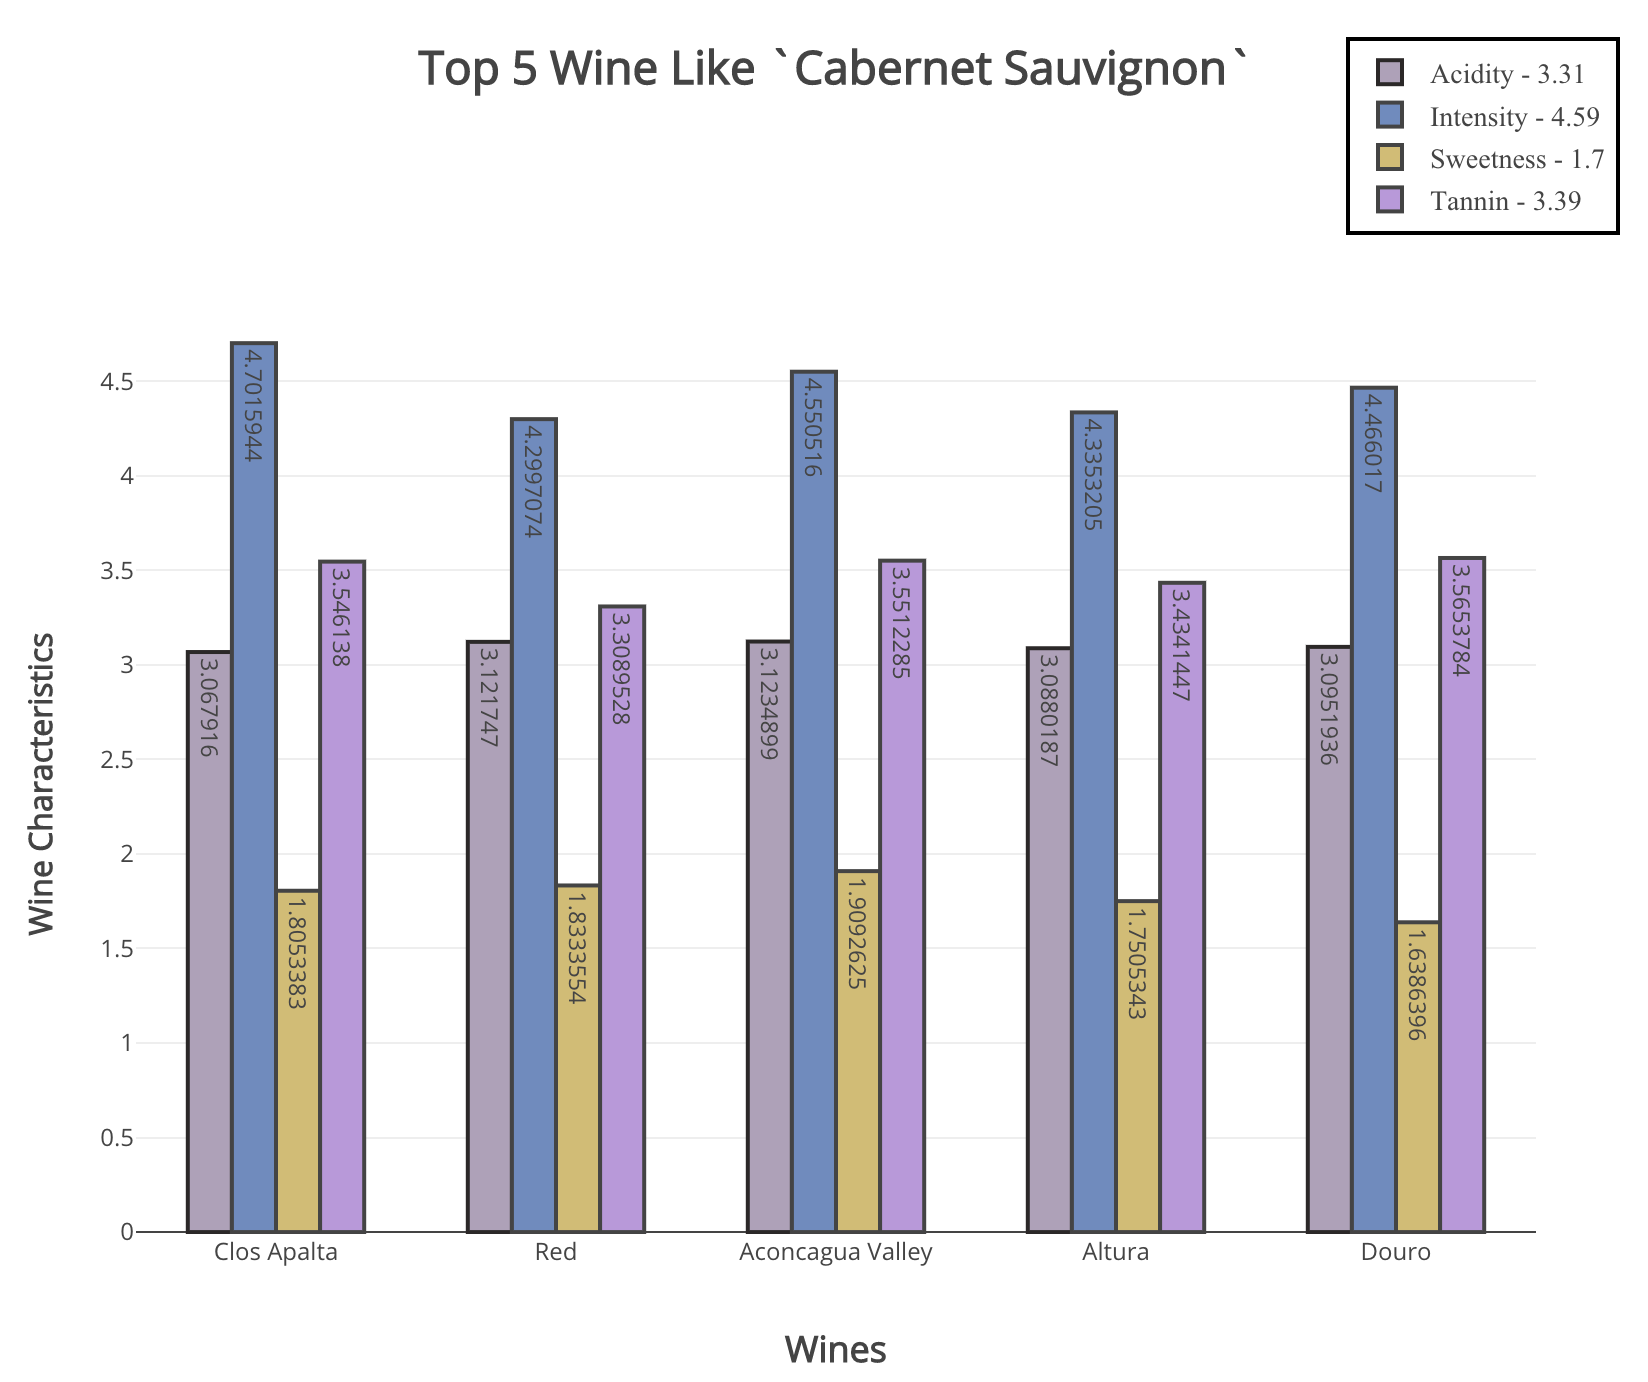 Top 5 Wine Like `Cabernet Sauvignon`
Acidity - 3.31
Intensity - 4.59
Sweetness - 1.7
Tannin - 3.39
Wine Characteristics
4.5
4
3.5
3
2.5
2
1.5
1
0.5
0
3.067916
4.7015944
1.8053383
3.546138
3.121747
4.2997074
1.8333554
3.3089528
3.1234899
4.550516
1.9092625
3.5512285
3.0880187
4.3353205
1.7505343
3.4341447
3.0951936
4.466017
1.6386396
3.5653784
Clos Apalta
Red
Aconcagua Valley
Altura
Douro
Wines